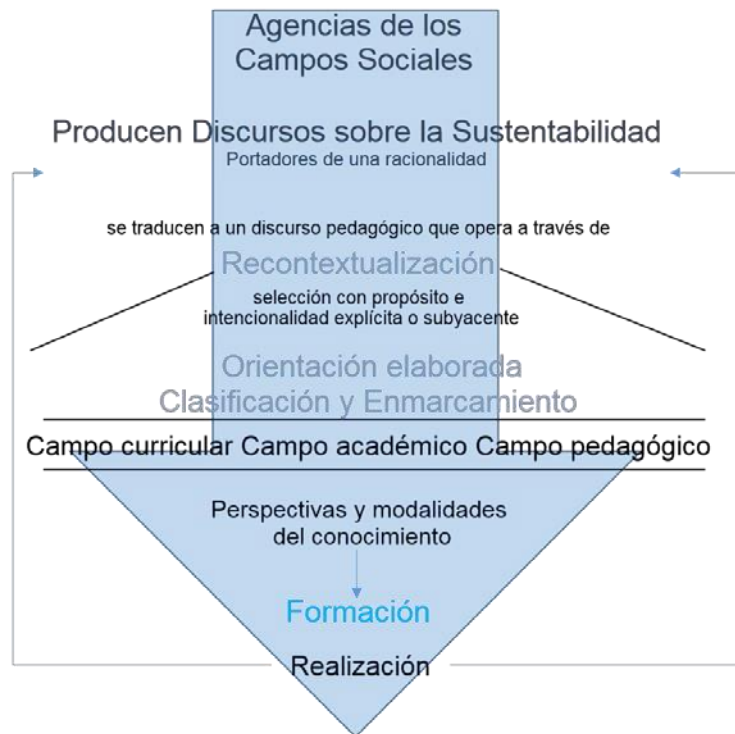 Agencias de los
Campos Sociales
Producen Discursos sobre la Sustentabilidad
Portadores de una racionalidad
se traducen a un discurso pedagógico que opera a través de
Recontextualización
selección con propósito e
intencionalidad explícita o subyacente
Orientación elaborada
Clasificación y Enmarcamiento
Campo curricular Campo académico Campo pedagógico
Perspectivas y modalidades
del conocimiento
Formación
Realización